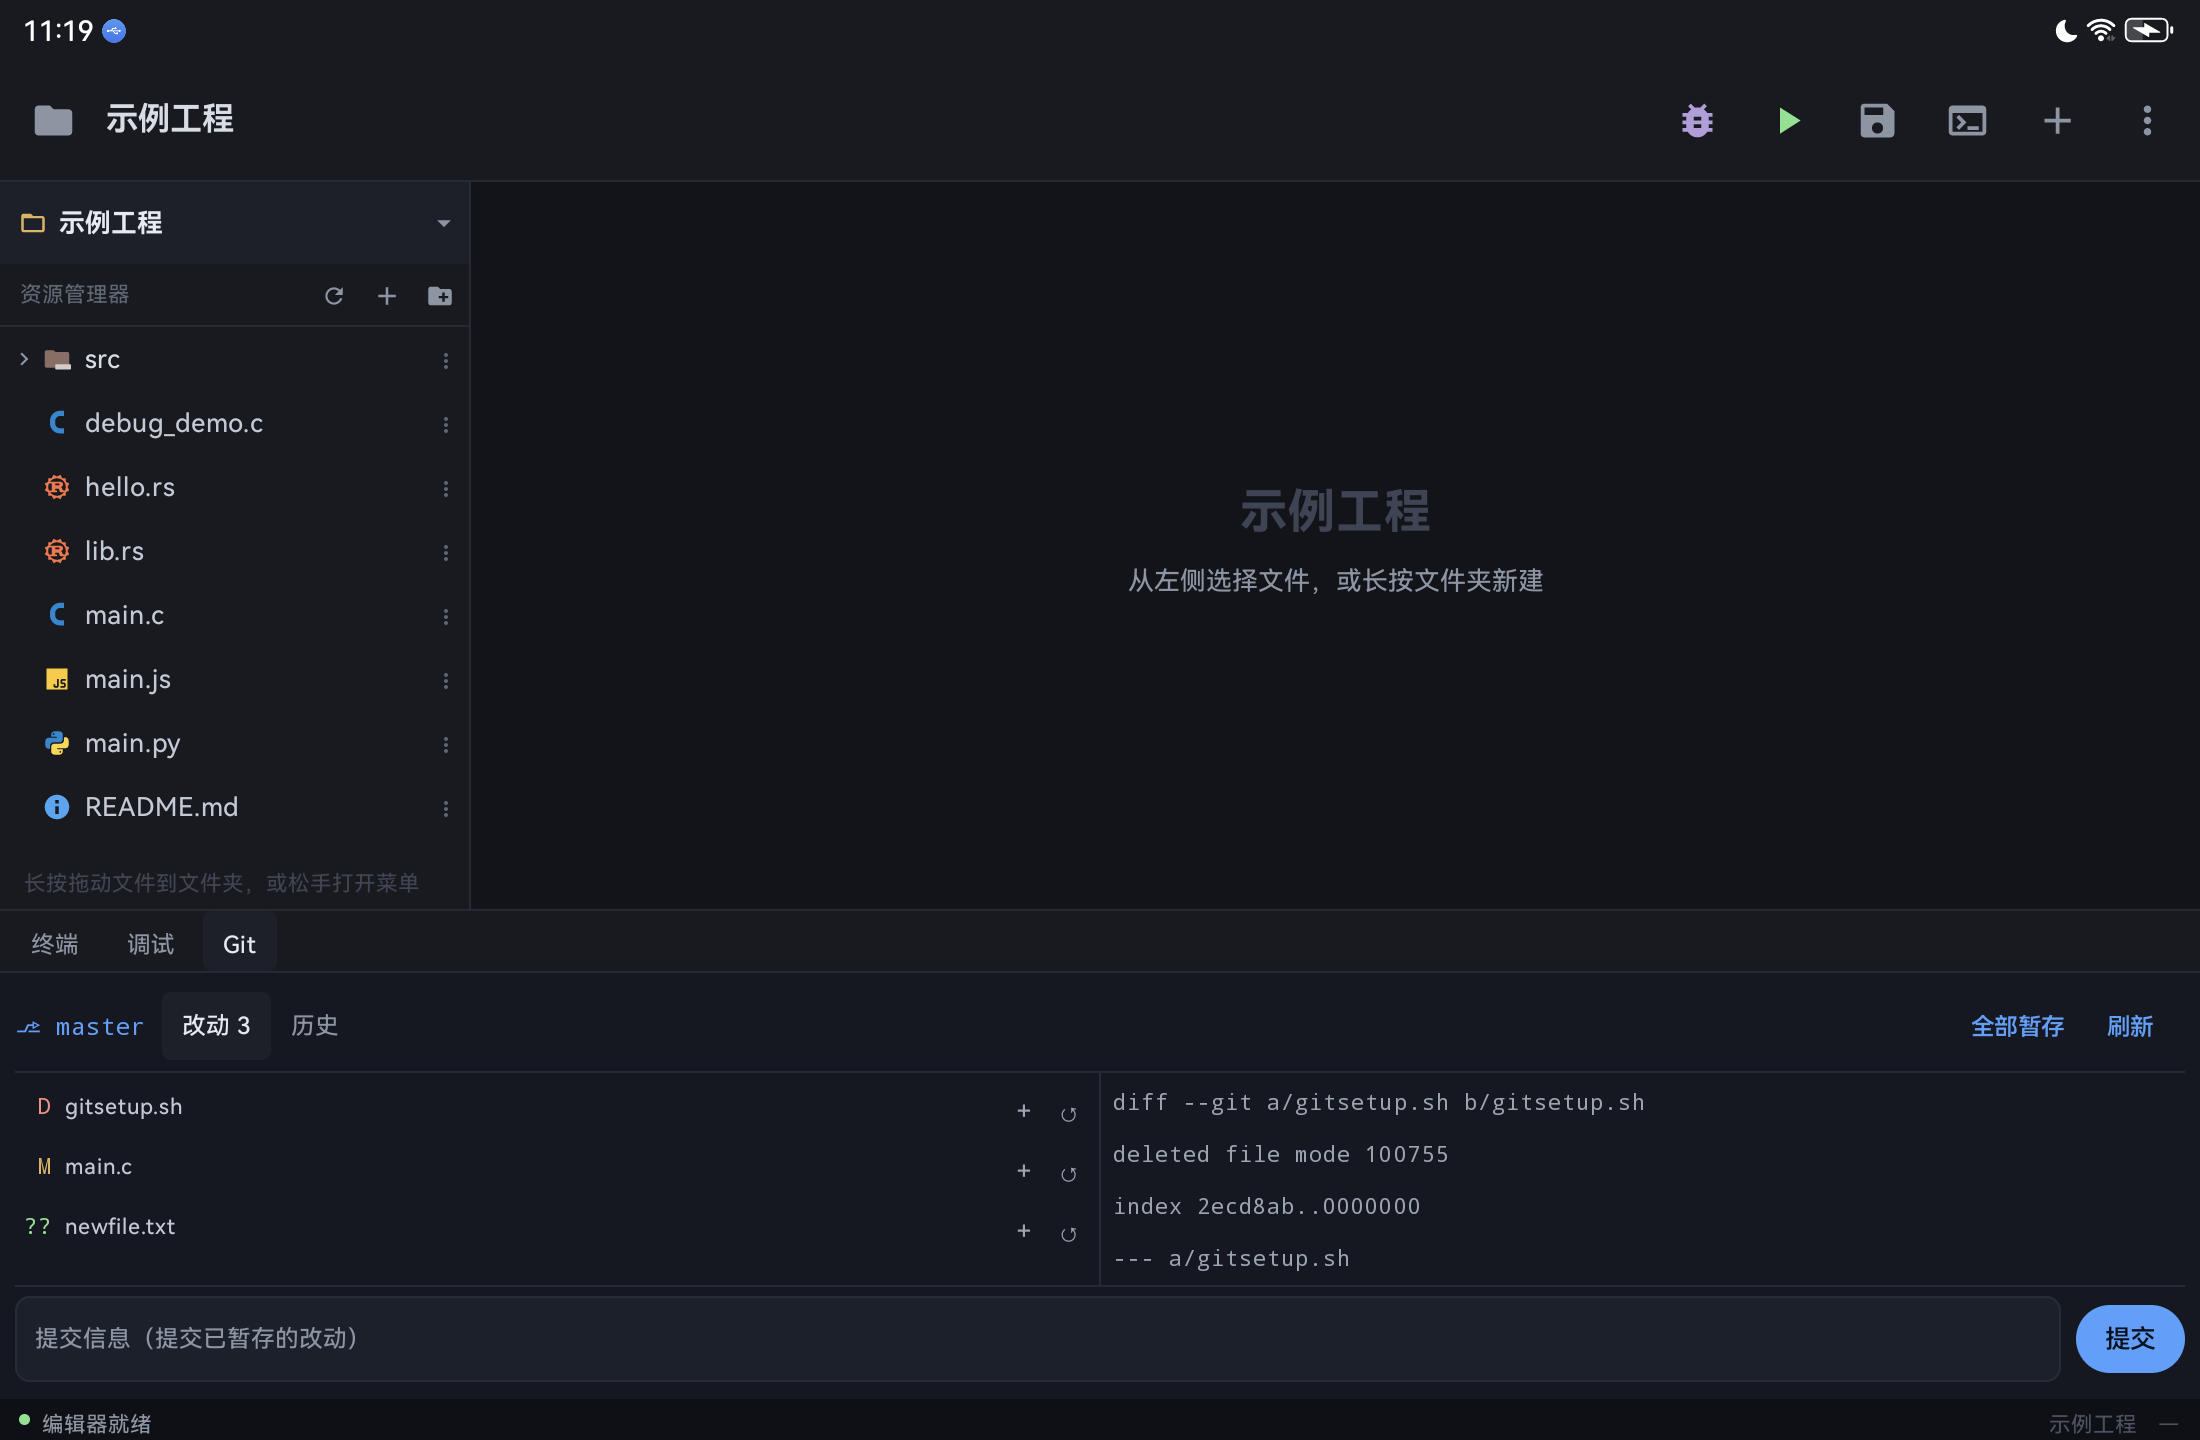 11:19
示例工程
示例工程
资源管理器
src
debug_demo.c
hello.rs
lib.rs
main.c
JS main.js
main.py
README.md
长按拖动文件到文件夹，或松手打开菜单
示例工程
从左侧选择文件，或长按文件夹新建
终端 调试 Git
master 改动 3 历史 全部暂存 刷新
D gitsetup.sh + ↺
M main.c + ↺
?? newfile.txt + ↺
diff --git a/gitsetup.sh b/gitsetup.sh
deleted file mode 100755
index 2ecd8ab..0000000
--- a/gitsetup.sh
提交信息（提交已暂存的改动） 提交
编辑器就绪 示例工程 —